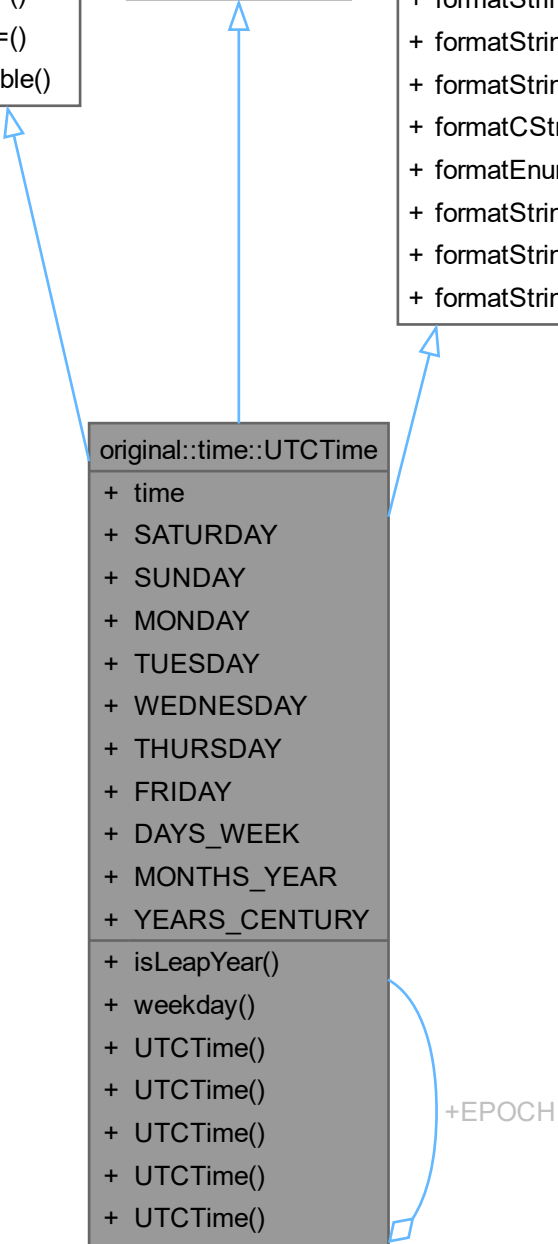 =()
ble()
+ formatStrin
+ formatStrin
+ formatCStr
+ formatEnur
+ formatStrin
+ formatStrin
+ formatStrin
original::time::UTCTime
+ time
+ SATURDAY
+ SUNDAY
+ MONDAY
+ TUESDAY
+ WEDNESDAY
+ THURSDAY
+ FRIDAY
+ DAYS_WEEK
+ MONTHS_YEAR
+ YEARS_CENTURY
+ isLeapYear()
+ weekday()
+ UTCTime()
+ UTCTime()
+ UTCTime()
+ UTCTime()
+ UTCTime()
+EPOCH